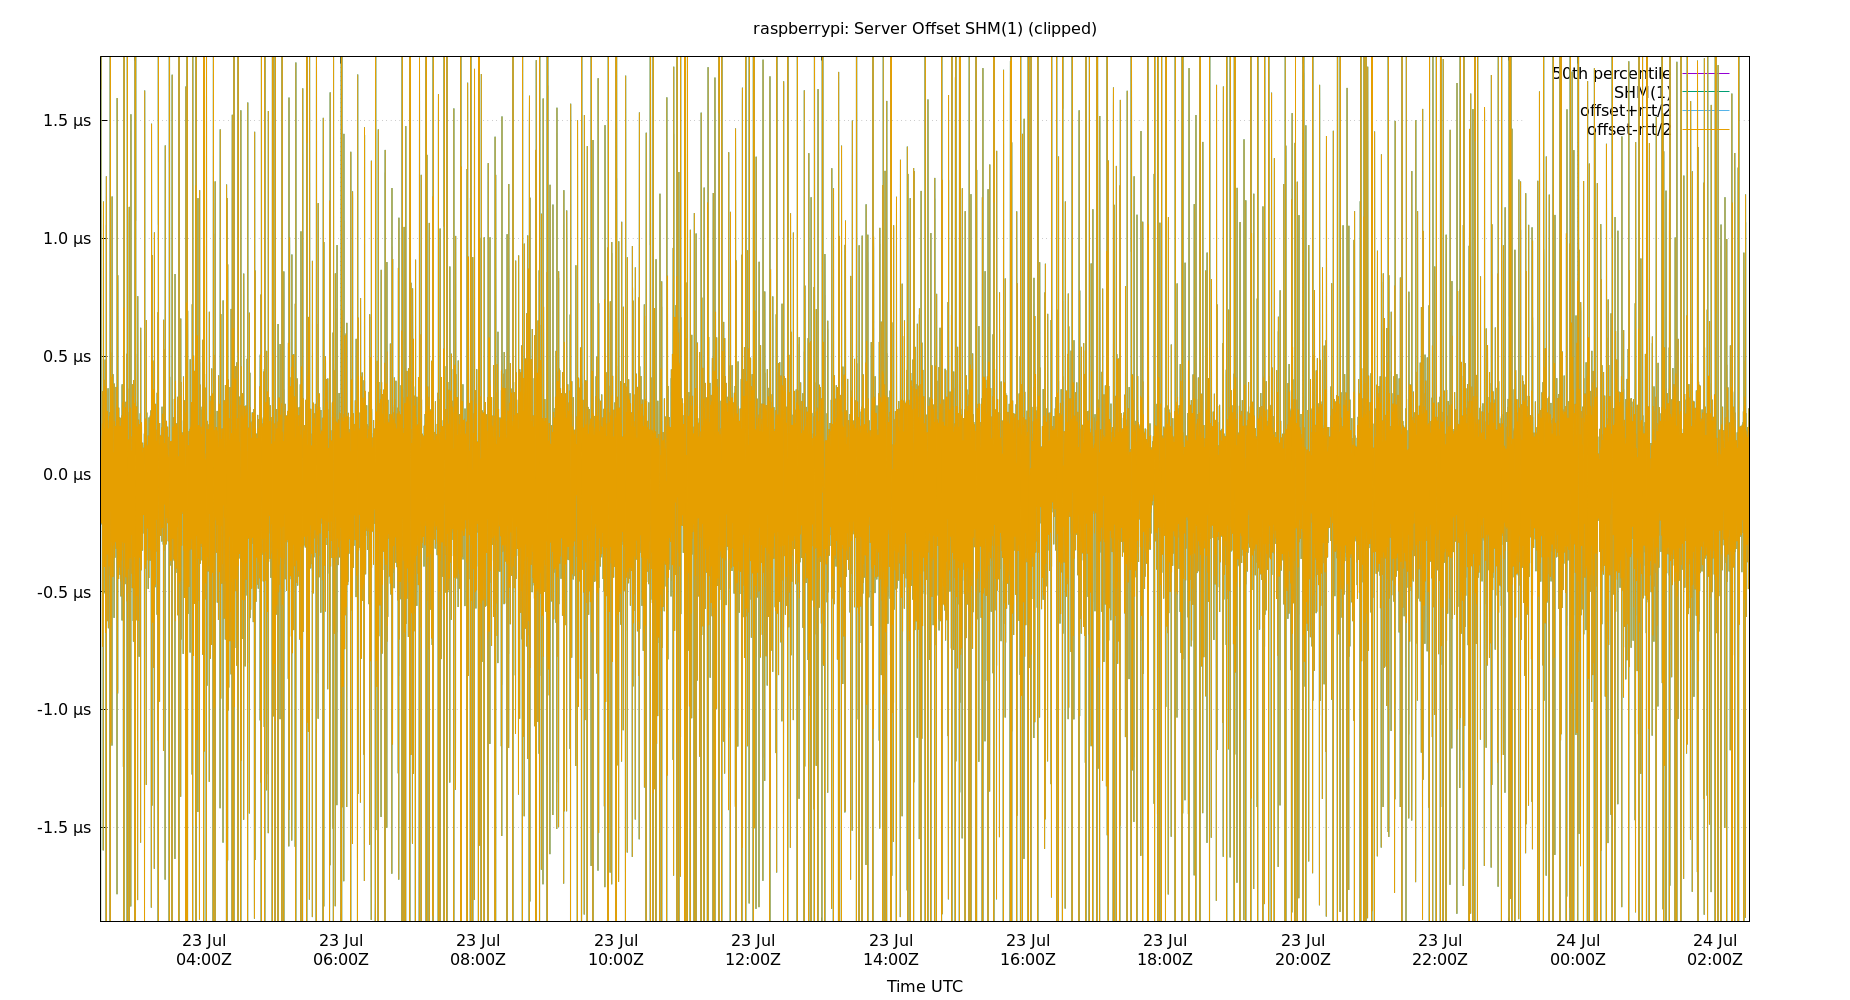 raspberrypi: Server Offset SHM(1) (clipped)
50th percentile
SHM(1)
offset+rtt/2
offset-rtt/2
1.5 µs
1.0 µs
0.5 µs
0.0 µs
-0.5 µs
-1.0 µs
-1.5 µs
23 Jul 23 Jul 23 Jul 23 Jul 23 Jul 23 Jul 23 Jul 23 Jul 23 Jul 23 Jul 24 Jul 24 Jul
04:00Z 06:00Z 08:00Z 10:00Z 12:00Z 14:00Z 16:00Z 18:00Z 20:00Z 22:00Z 00:00Z 02:00Z
Time UTC